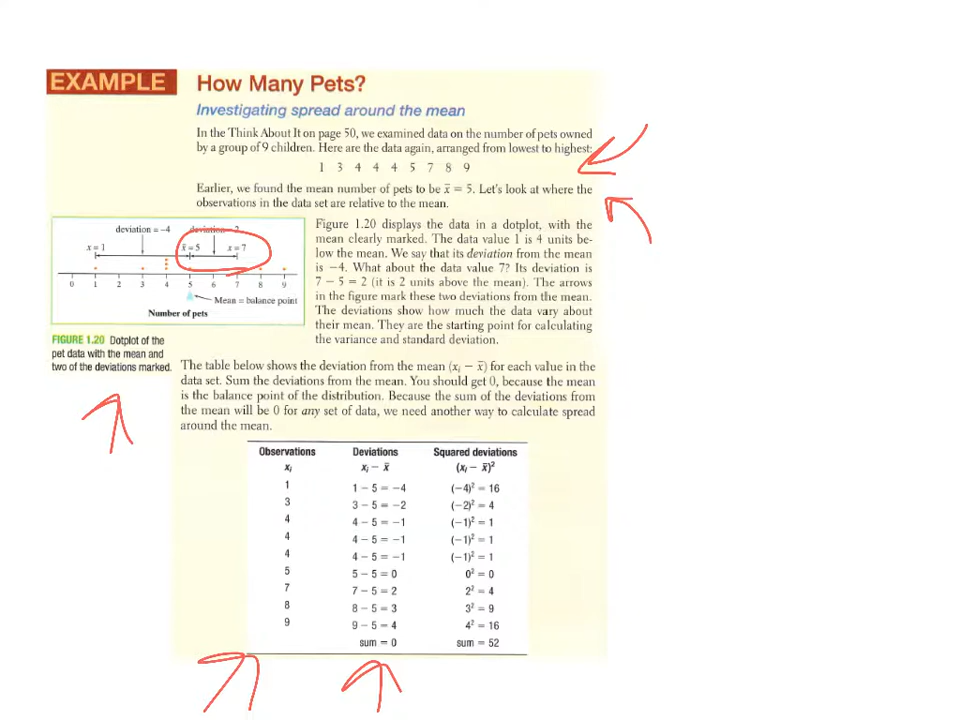 EXAMPLE How Many Pets?
Investigating spread around the mean
In the Think About It on page 50, we examined data on the number of pets owned
by a group of 9 children. Here are the data again, arranged from lowest to highest:
1 3 4 4 4 5 7 8 9
Earlier, we found the mean number of pets to be x̄ = 5. Let's look at where the
observations in the data set are relative to the mean.
deviation = -4 deviation = 2
x = 1 x̄ = 5 x = 7
0 1 2 3 4 5 6 7 8 9
Mean = balance point
Number of pets
FIGURE 1.20 Dotplot of the
pet data with the mean and
two of the deviations marked.
Figure 1.20 displays the data in a dotplot, with the
mean clearly marked. The data value 1 is 4 units be-
low the mean. We say that its deviation from the mean
is −4. What about the data value 7? Its deviation is
7 − 5 = 2 (it is 2 units above the mean). The arrows
in the figure mark these two deviations from the mean.
The deviations show how much the data vary about
their mean. They are the starting point for calculating
the variance and standard deviation.
The table below shows the deviation from the mean (xᵢ − x̄) for each value in the
data set. Sum the deviations from the mean. You should get 0, because the mean
is the balance point of the distribution. Because the sum of the deviations from
the mean will be 0 for any set of data, we need another way to calculate spread
around the mean.
Observations Deviations Squared deviations
xᵢ xᵢ − x̄ (xᵢ − x̄)²
1 1 − 5 = −4 (−4)² = 16
3 3 − 5 = −2 (−2)² = 4
4 4 − 5 = −1 (−1)² = 1
4 4 − 5 = −1 (−1)² = 1
4 4 − 5 = −1 (−1)² = 1
5 5 − 5 = 0 0² = 0
7 7 − 5 = 2 2² = 4
8 8 − 5 = 3 3² = 9
9 9 − 5 = 4 4² = 16
sum = 0 sum = 52